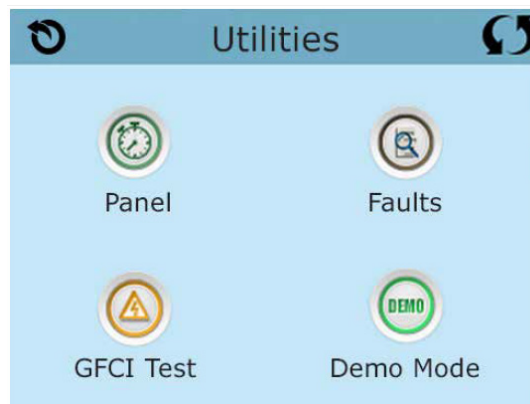 Utilities
Panel
Faults
DEMO
GFCI Test
Demo Mode